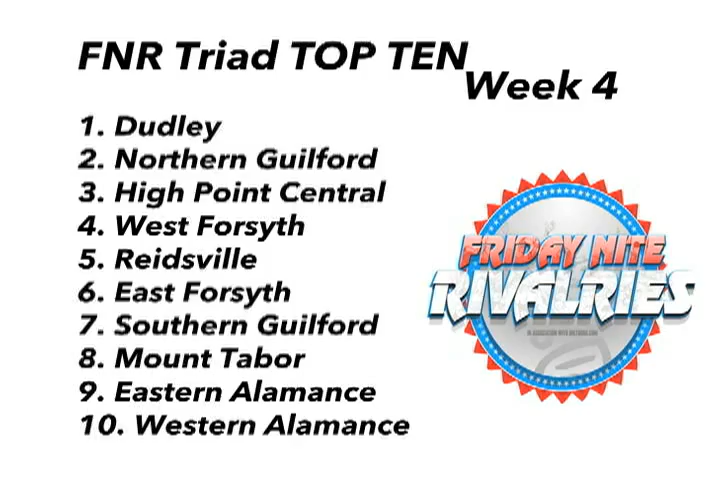 FNR Triad TOP TEN
Week 4
1. Dudley
2. Northern Guilford
3. High Point Central
4. West Forsyth
5. Reidsville
6. East Forsyth
7. Southern Guilford
8. Mount Tabor
9. Eastern Alamance
10. Western Alamance
FRIDAY NITE
RIVALRIES